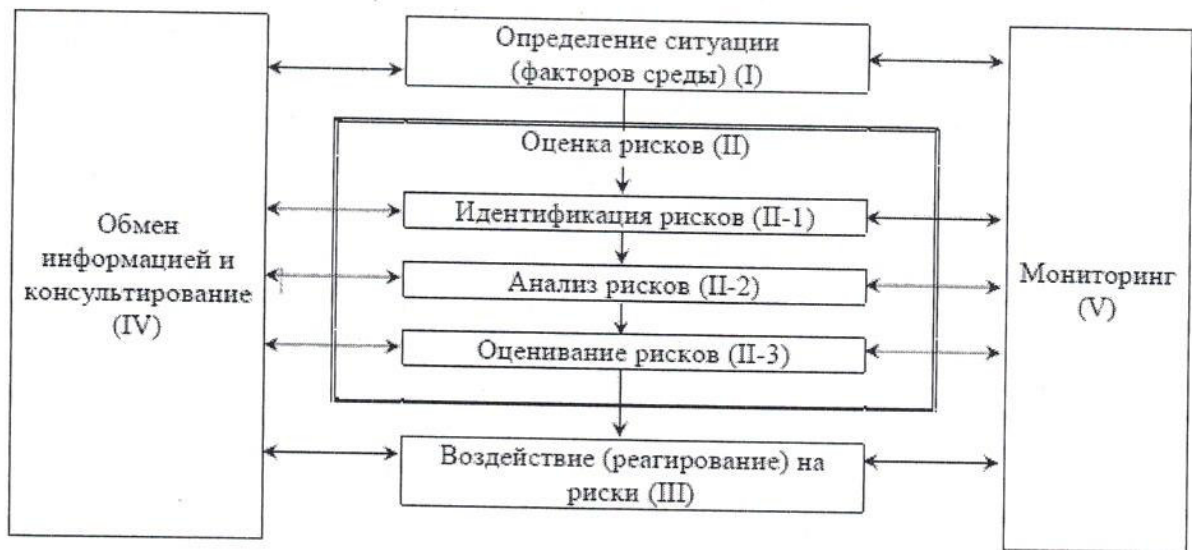 Определение ситуации
(факторов среды) (I)
Оценка рисков (II)
Идентификация рисков (II-1)
Анализ рисков (II-2)
Оценивание рисков (II-3)
Воздействие (реагирование) на
риски (III)
Обмен
информацией и
консультирование
(IV)
Мониторинг
(V)